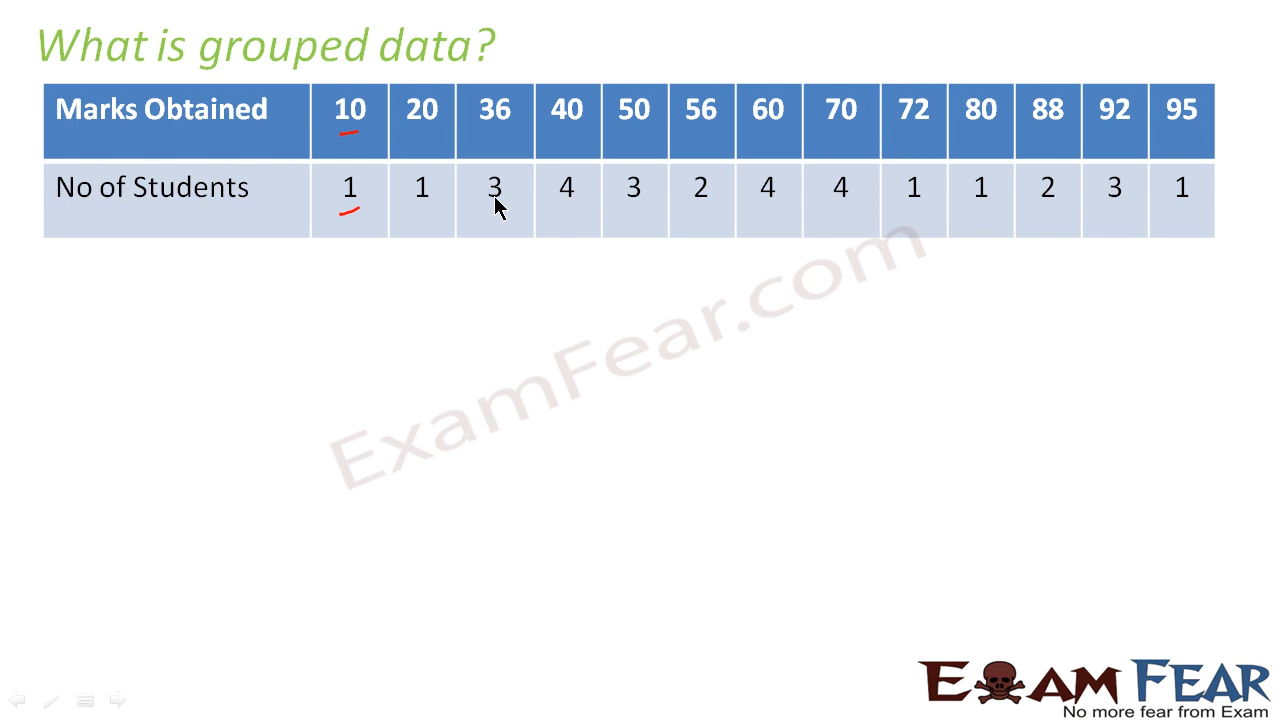 What is grouped data?
Marks Obtained 10 20 36 40 50 56 60 70 72 80 88 92 95
No of Students 1 1 3 4 3 2 4 4 1 1 2 3 1
ExamFear.com
EXAM FEAR
No more fear from Exam